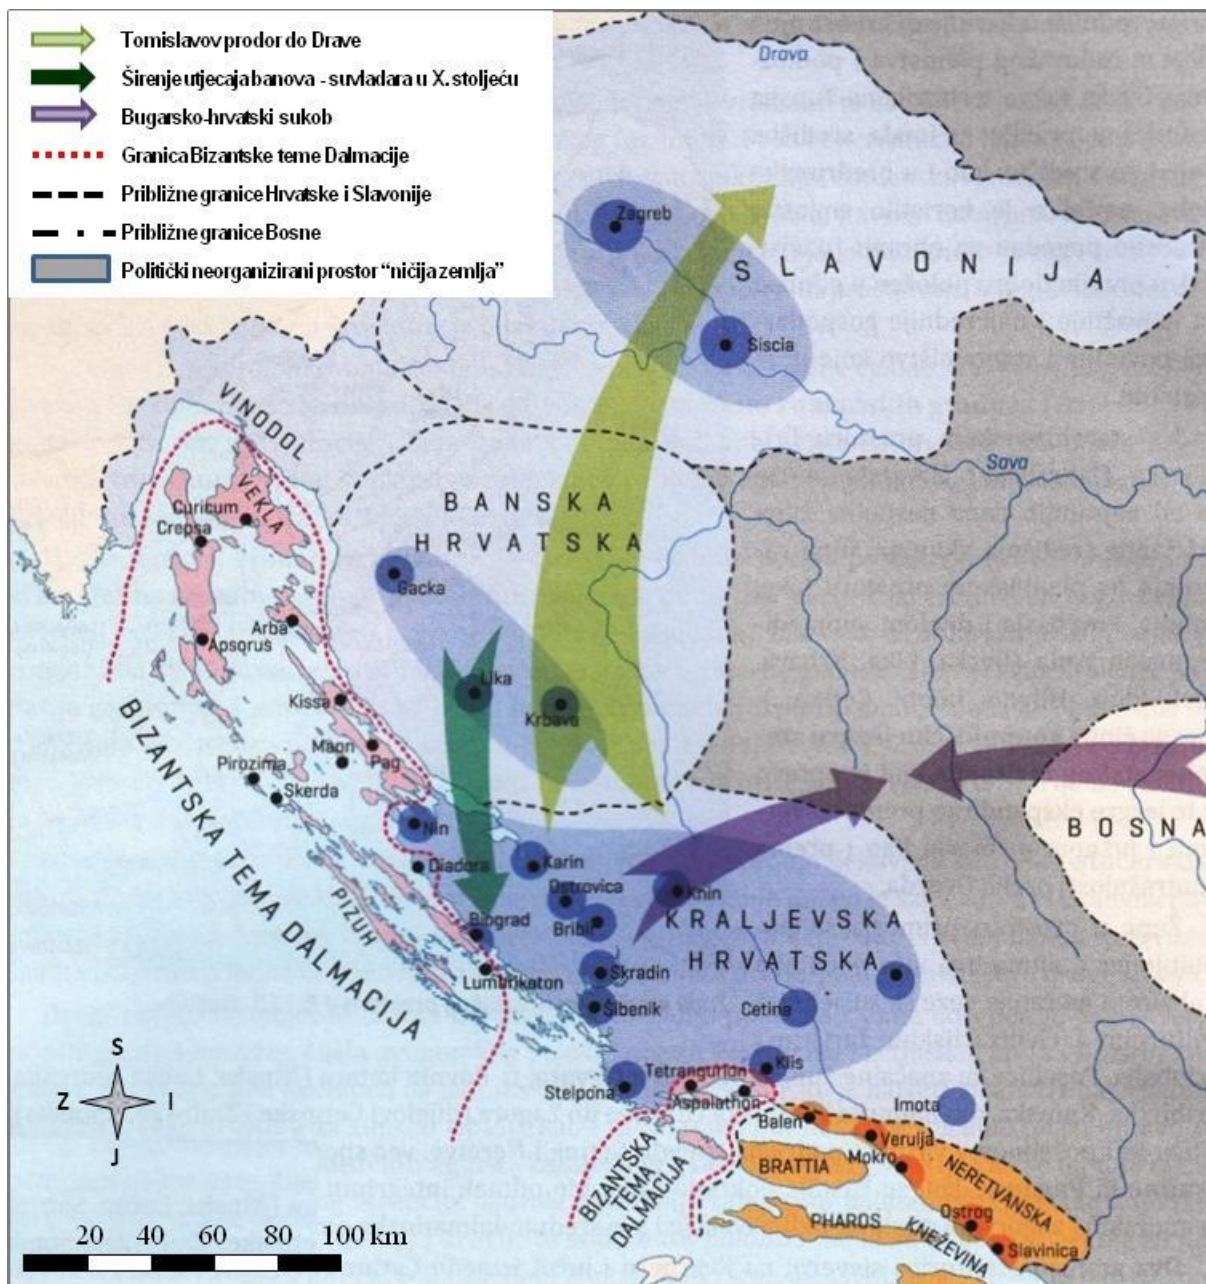 Tomislavov prodor do Drave
Širenje utjecaja banova - suvladara u X. stoljeću
Bugarsko-hrvatski sukob
Granica Bizantske teme Dalmacije
Približne granice Hrvatske i Slavonije
Približne granice Bosne
Politički neorganizirani prostor “ničija zemlja”
Drava
Zagreb
SLAVONIJA
Siscia
VINODOL
Sava
VEKLA
Curicum
Crepsa
BANSKA
HRVATSKA
Gacka
Arba
Apsorus
Lika
Kissa
Krbava
Maon
Pag
Pirozima
Skerda
BIZANTSKA TEMA DALMACIJA
Nin
BOSNA
Diadora
Karin
Ostrovica
Knin
PIZUH
Biograd
Bribir
KRALJEVSKA
HRVATSKA
Lumbrikaton
Skradin
Šibenik
Cetina
Klis
Tetrangurion
Stelpona
Aspalathon
Imota
Balen
Verulja
Mokro
BRATTIA
NERETVANSKA
KNEŽEVINA
BIZANTSKA
TEMA
DALMACIJA
PHAROS
Ostrog
Slavinica
S
Z
I
J
20 40 60 80 100 km